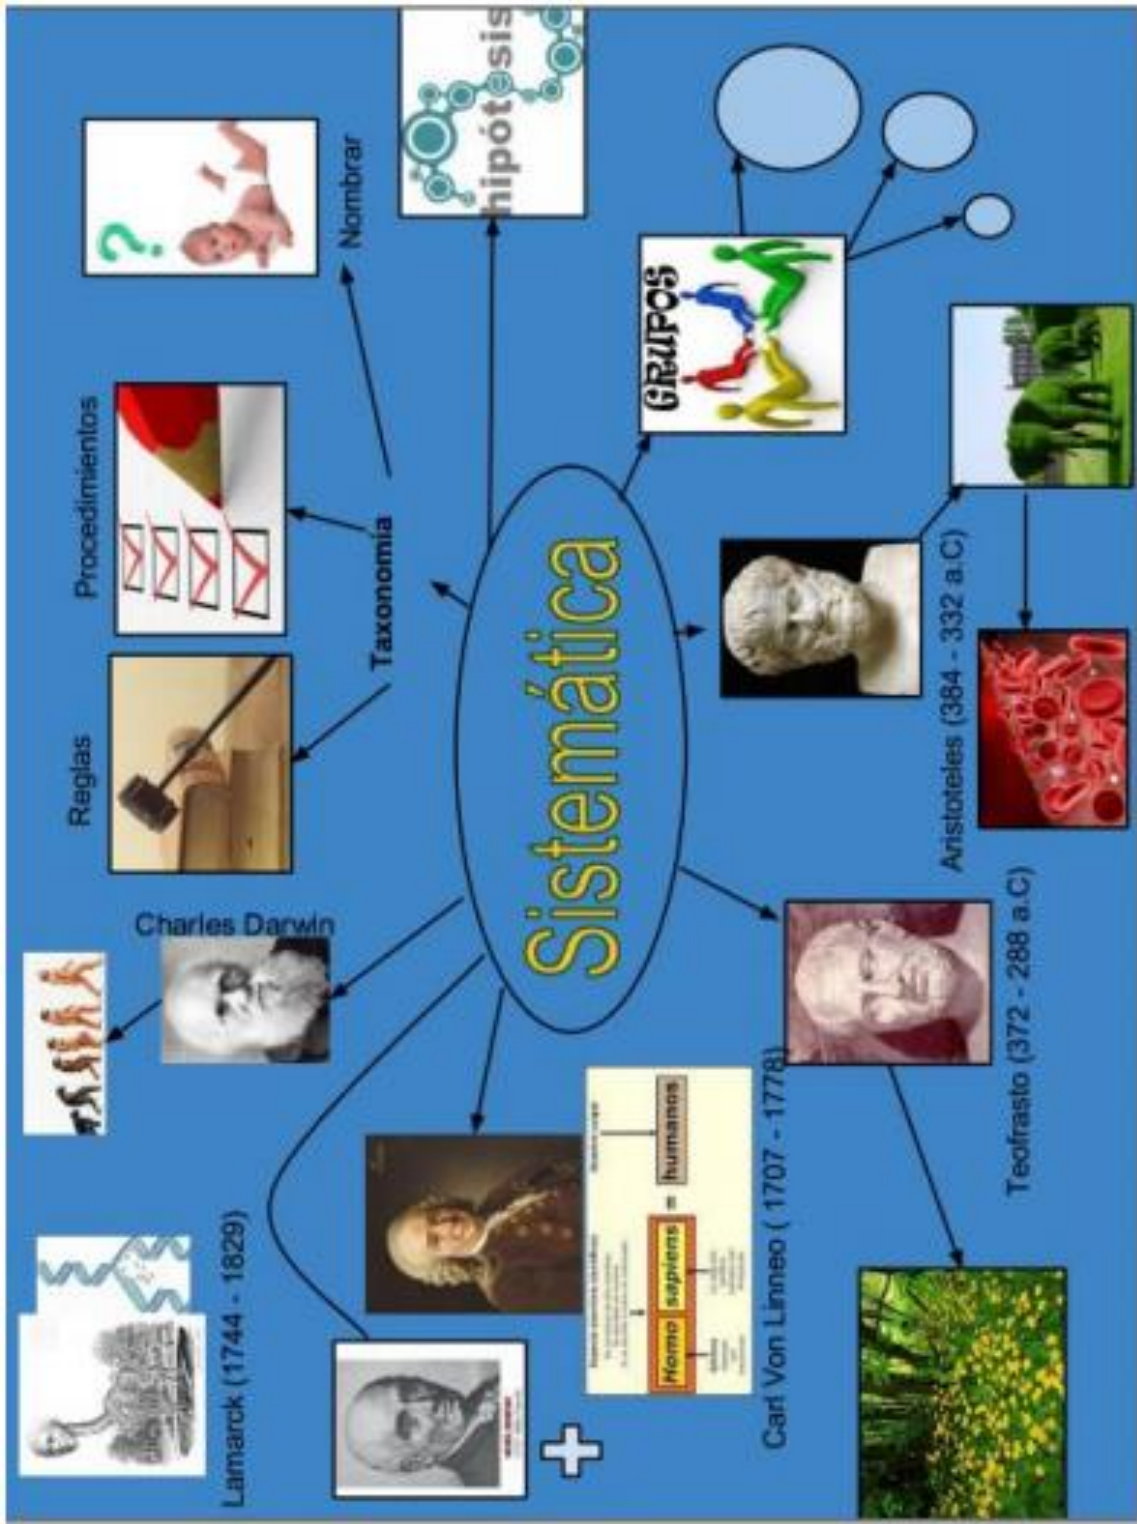 Lamarck (1744 - 1829)
Charles Darwin
Reglas
Procedimientos
Nombrar
?
Taxonomía
hipótesis
Sistemática
GRUPOS
Homo sapiens = humanos
Carl Von Linneo ( 1707 - 1778)
Aristoteles (384 - 332 a.C)
Teofrasto (372 - 288 a.C)